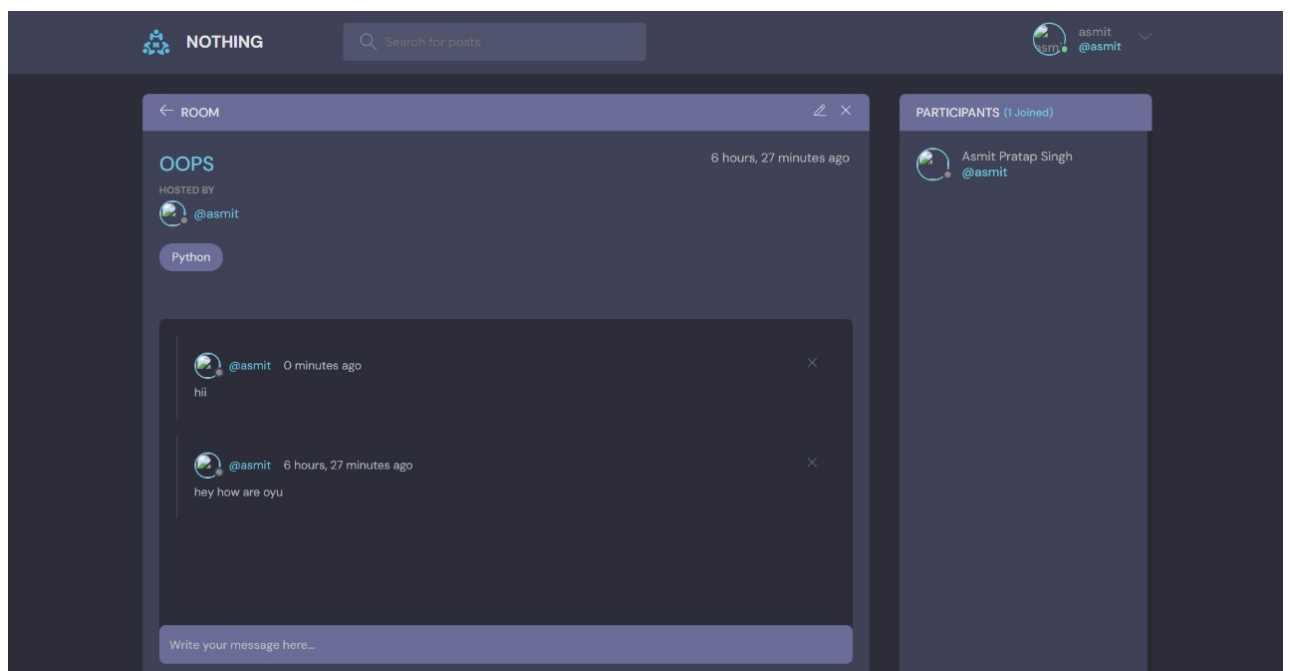 NOTHING
Search for posts
asmit
@asmit
asmi
ROOM
OOPS
6 hours, 27 minutes ago
HOSTED BY
@asmit
Python
@asmit 0 minutes ago
hii
@asmit 6 hours, 27 minutes ago
hey how are oyu
Write your message here...
PARTICIPANTS (1 Joined)
Asmit Pratap Singh
@asmit